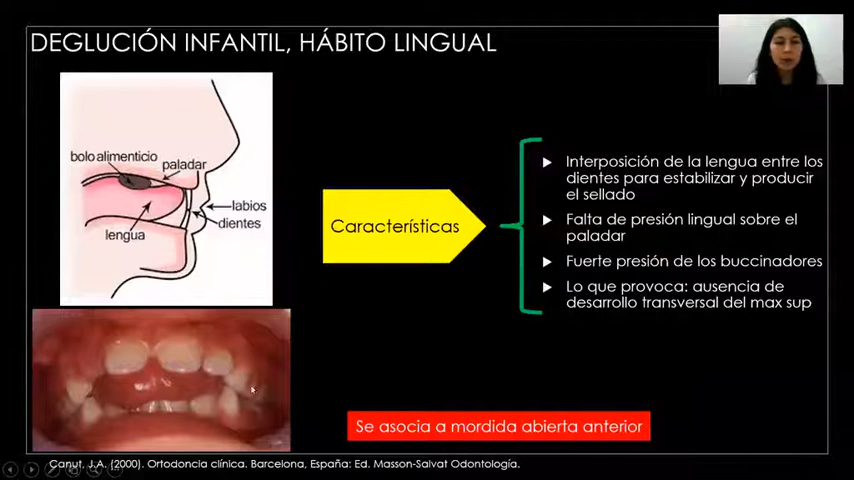 DEGLUCIÓN INFANTIL, HÁBITO LINGUAL
bolo alimenticio
paladar
labios
dientes
lengua
Características
Interposición de la lengua entre los
dientes para estabilizar y producir
el sellado
Falta de presión lingual sobre el
paladar
Fuerte presión de los buccinadores
Lo que provoca: ausencia de
desarrollo transversal del max sup
Se asocia a mordida abierta anterior
Canut, J.A. (2000). Ortodoncia clínica. Barcelona, España: Ed. Masson-Salvat Odontología.